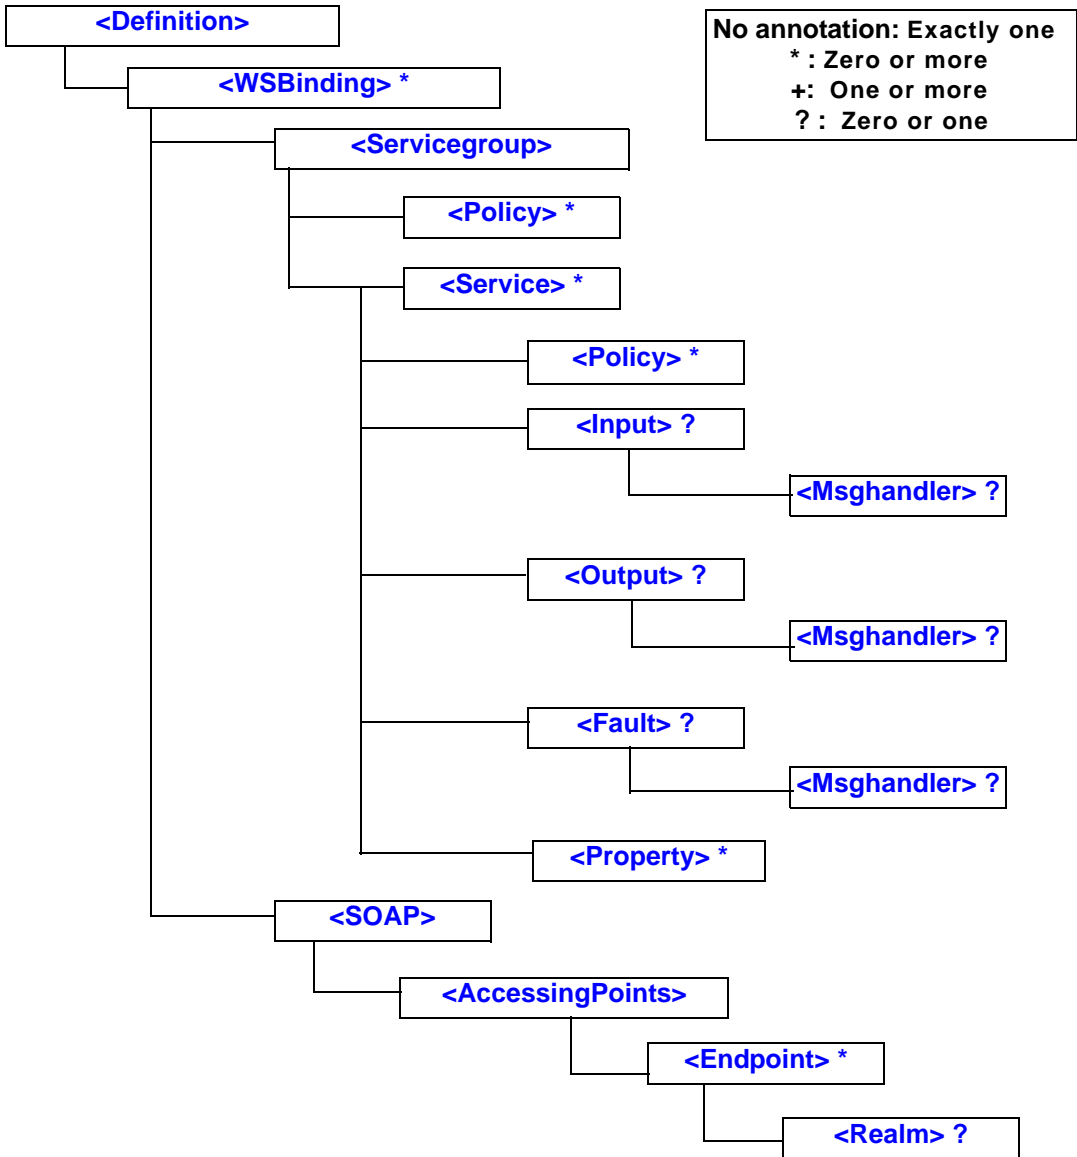 <Definition>
<WSBinding> *
<Servicegroup>
<Policy> *
<Service> *
<Policy> *
<Input> ?
<Msghandler> ?
<Output> ?
<Msghandler> ?
<Fault> ?
<Msghandler> ?
<Property> *
<SOAP>
<AccessingPoints>
<Endpoint> *
<Realm> ?
No annotation: Exactly one
* : Zero or more
+: One or more
? : Zero or one